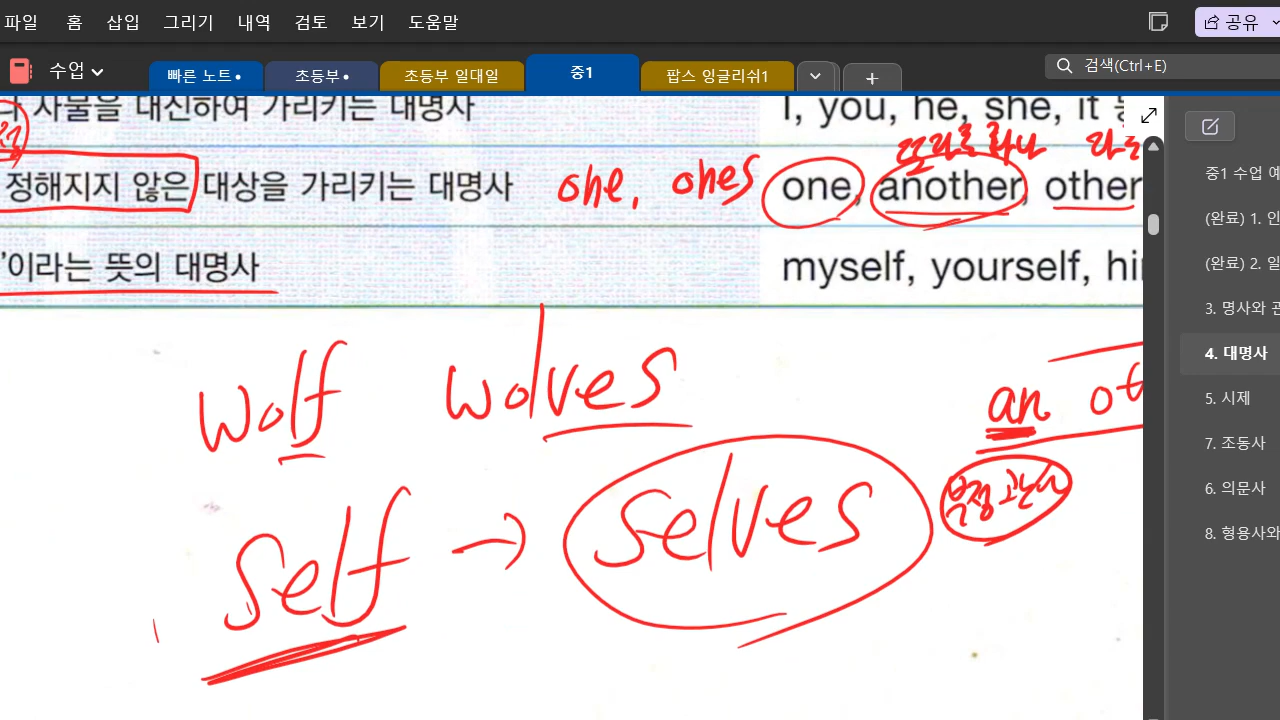 파일 홈 삽입 그리기 내역 검토 보기 도움말 공유
수업 빠른 노트 초등부 초등부 일대일 중1 팝스 잉글리쉬1 + 검색(Ctrl+E)
사물을 대신하여 가리키는 대명사 I, you, he, she, it
또다른 하나
정해지지 않은 대상을 가리키는 대명사 one, ones one, another, other
'이라는 뜻의 대명사 myself, yourself, hi
wolf wolves
an ot
부정관사
self → selves
중1 수업 예
(완료) 1. 인
(완료) 2. 일
3. 명사와 관
4. 대명사
5. 시제
7. 조동사
6. 의문사
8. 형용사와